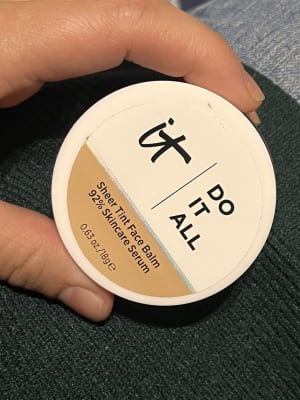 it
DO
IT
ALL
Sheer Tint Face Balm
92% Skincare Serum
0.63 oz./18g℮